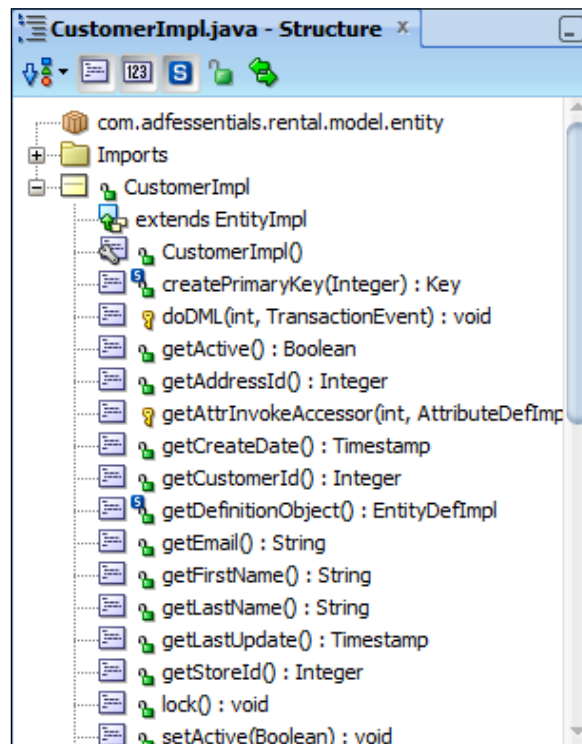 CustomerImpl.java - Structure
123 S
com.adfessentials.rental.model.entity
Imports
CustomerImpl
extends EntityImpl
CustomerImpl()
S createPrimaryKey(Integer) : Key
doDML(int, TransactionEvent) : void
getActive() : Boolean
getAddressId() : Integer
getAttrInvokeAccessor(int, AttributeDefImp
getCreateDate() : Timestamp
getCustomerId() : Integer
S getDefinitionObject() : EntityDefImpl
getEmail() : String
getFirstName() : String
getLastName() : String
getLastUpdate() : Timestamp
getStoreId() : Integer
lock() : void
setActive(Boolean) : void